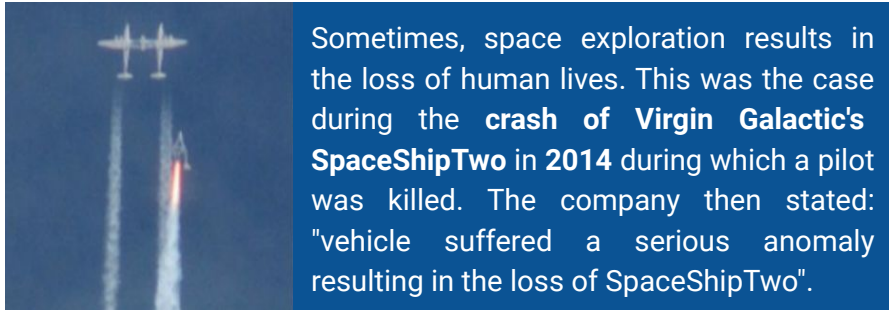 Sometimes, space exploration results in
the loss of human lives. This was the case
during the crash of Virgin Galactic's
SpaceShipTwo in 2014 during which a pilot
was killed. The company then stated:
"vehicle suffered a serious anomaly
resulting in the loss of SpaceShipTwo".